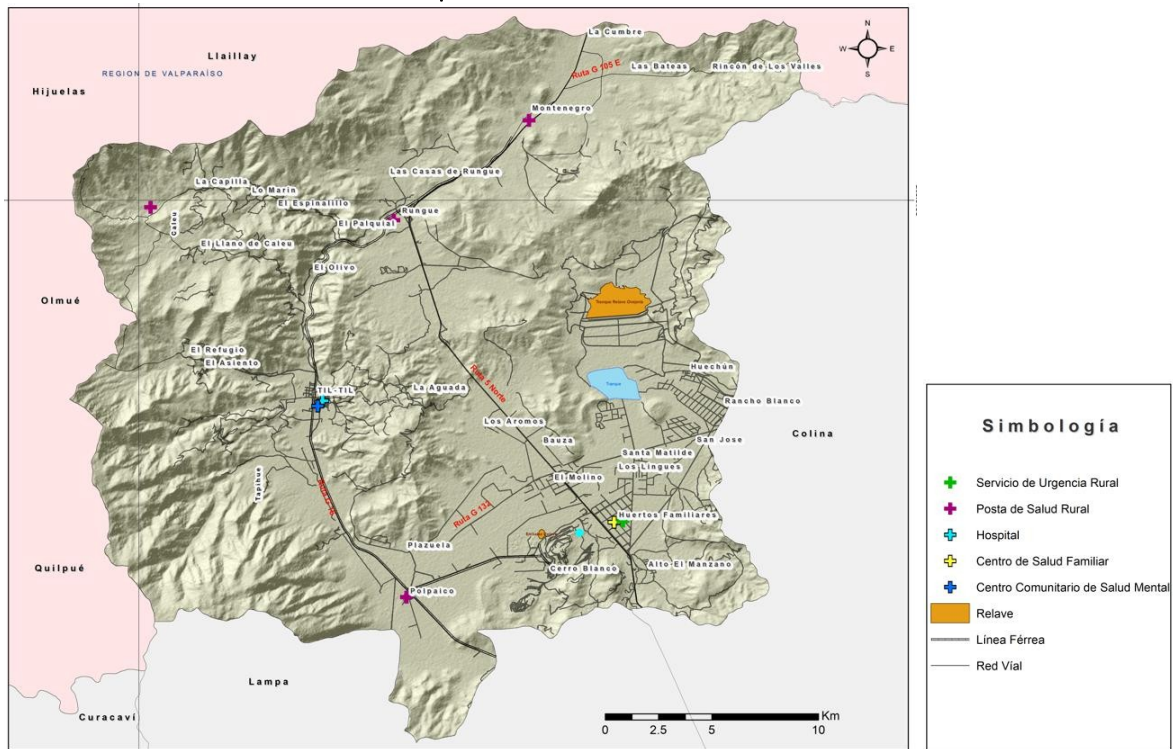 N
W
E
S
La Cumbre
Llaillay
REGION DE VALPARAÍSO
Ruta G 105 E
Las Bateas
Rincón de Los Valles
Hijuelas
Montenegro
Las Casas de Rungue
La Capilla
Lo Marín
El Espinalillo
Rungue
El Palquial
Caleu
El Llano de Caleu
El Olivo
Olmué
El Refugio
El Asiento
TIL-TIL
La Aguada
Ruta 5 Norte
Tranque
Huechún
Rancho Blanco
Los Aromos
Colina
Bauza
San Jose
Santa Matilde
Los Lingues
El Molino
Tapihue
Ruta G 132
Huertos Familiares
Plazuela
Cerro Blanco
Alto-El Manzano
Quilpué
Polpaico
Lampa
Curacaví
Km
0
2.5
5
10
Simbología
Servicio de Urgencia Rural
Posta de Salud Rural
Hospital
Centro de Salud Familiar
Centro Comunitario de Salud Mental
Relave
Línea Férrea
Red Víal